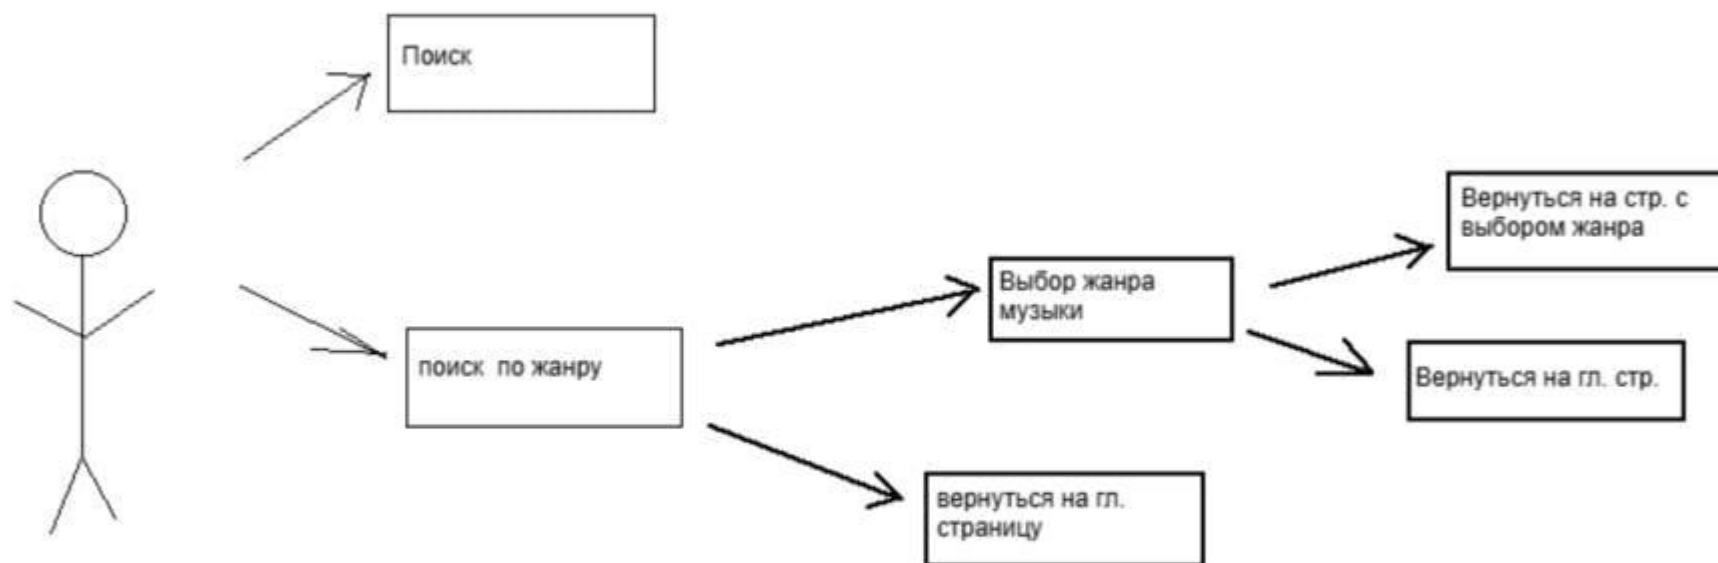 Поиск
поиск по жанру
Выбор жанра
музыки
вернуться на гл.
страницу
Вернуться на стр. с
выбором жанра
Вернуться на гл. стр.